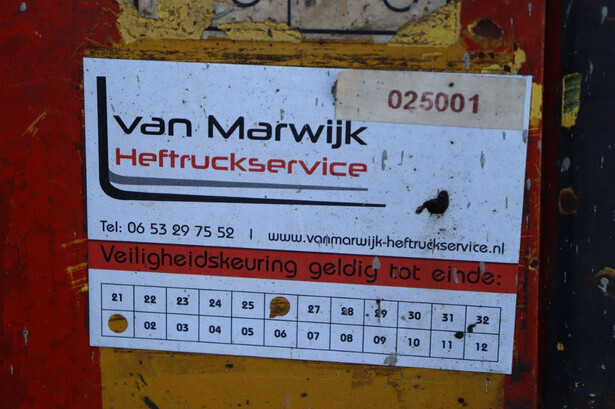 025001
van Marwijk
Heftruckservice
Tel: 06 53 29 75 52 | www.vanmarwijk-heftruckservice.nl
Veiligheidskeuring geldig tot einde:
21 22 23 24 25 27 28 29 30 31 32
02 03 04 05 06 07 08 09 10 11 12